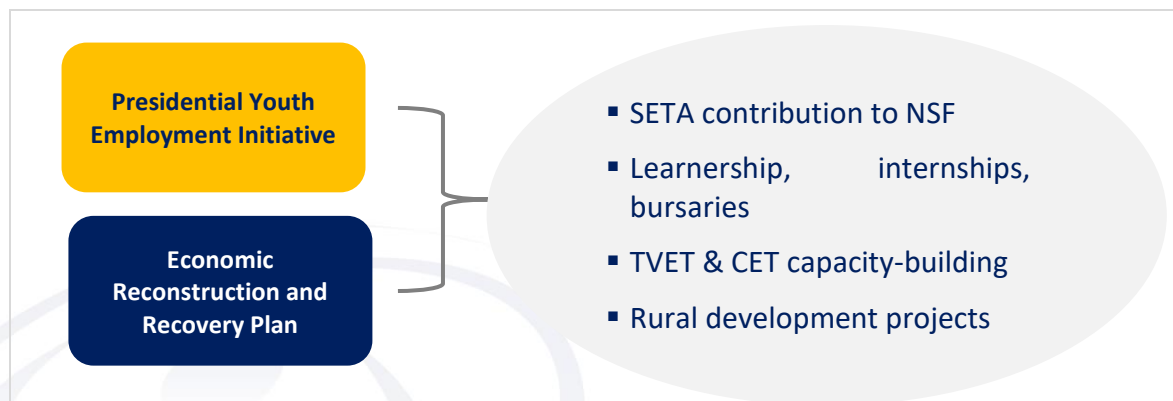 Presidential Youth
Employment Initiative
Economic
Reconstruction and
Recovery Plan
▪ SETA contribution to NSF
▪ Learnership, internships,
bursaries
▪ TVET & CET capacity-building
▪ Rural development projects